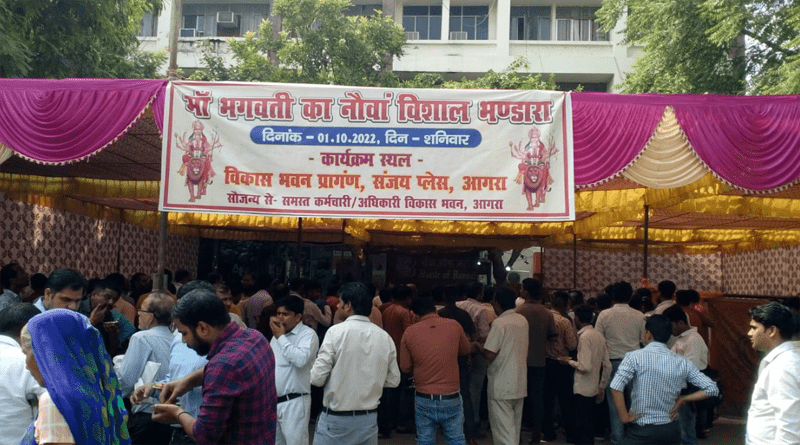 माँ भगवती का नौवां विशाल भण्डारा
दिनांक - 01.10.2022, दिन - शनिवार
- कार्यक्रम स्थल -
विकास भवन प्रागंण, संजय प्लेस, आगरा
सौजन्य से- समस्त कर्मचारी/अधिकारी विकास भवन, आगरा